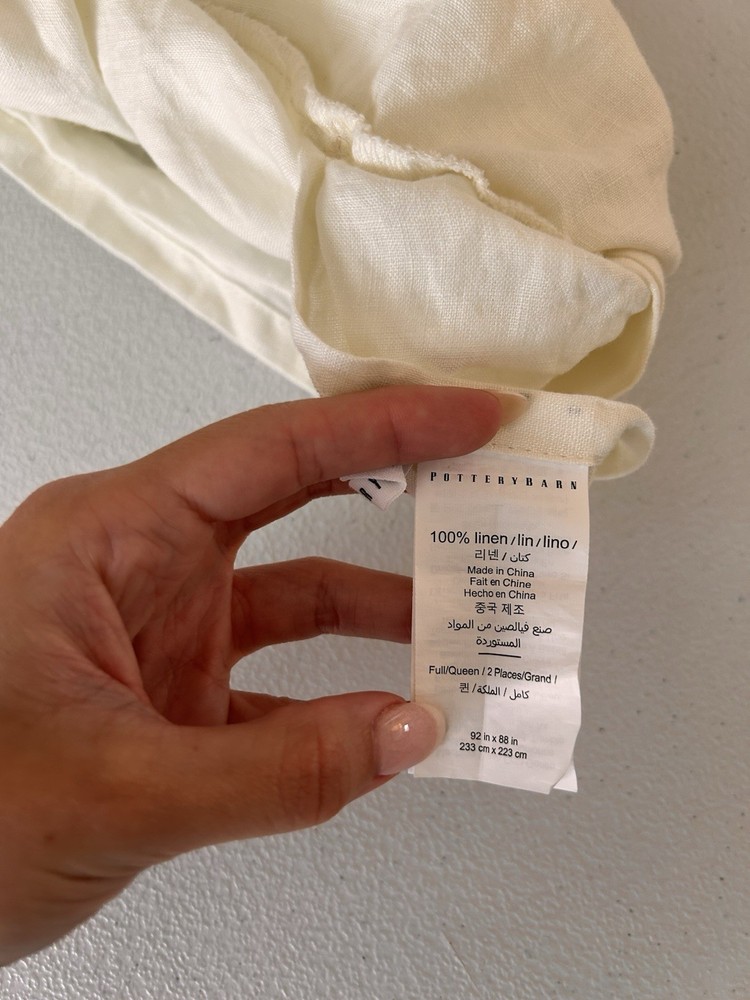 POTTERYBARN
100% linen / lin / lino /
리넨 / كتان
Made in China
Fait en Chine
Hecho en China
중국 제조
صنع فيالصين من المواد
المستوردة
Full/Queen / 2 Places/Grand /
퀸 / كامل / الملكة
92 in x 88 in
233 cm x 223 cm